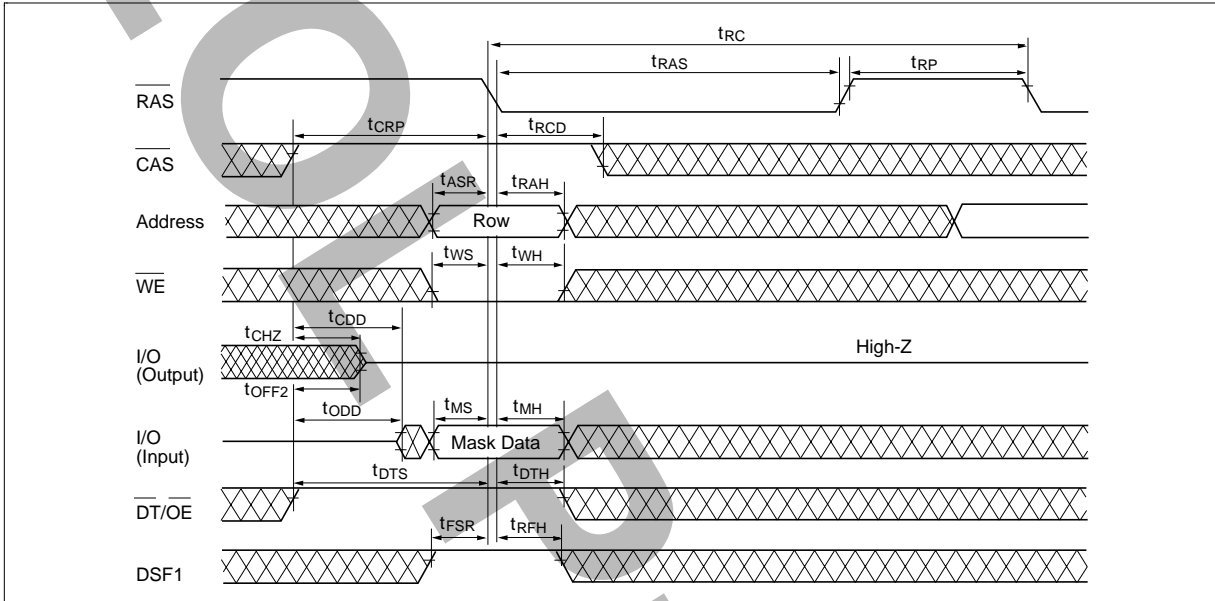 tRC
tRAS
tRP
RAS
tCRP
tRCD
CAS
tASR
tRAH
Address
Row
tWS
tWH
WE
tCDD
tCHZ
High-Z
I/O
(Output)
tOFF2
tODD
tMS
tMH
I/O
(Input)
Mask Data
tDTS
tDTH
DT/OE
tFSR
tRFH
DSF1